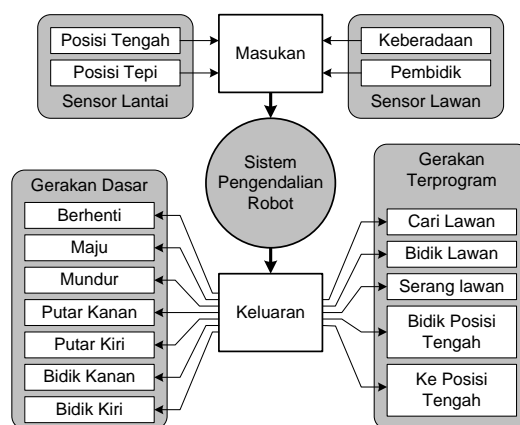 Posisi Tengah
Posisi Tepi
Sensor Lantai
Masukan
Keberadaan
Pembidik
Sensor Lawan
Sistem
Pengendalian
Robot
Gerakan Dasar
Berhenti
Maju
Mundur
Putar Kanan
Putar Kiri
Bidik Kanan
Bidik Kiri
Keluaran
Gerakan
Terprogram
Cari Lawan
Bidik Lawan
Serang lawan
Bidik Posisi
Tengah
Ke Posisi
Tengah